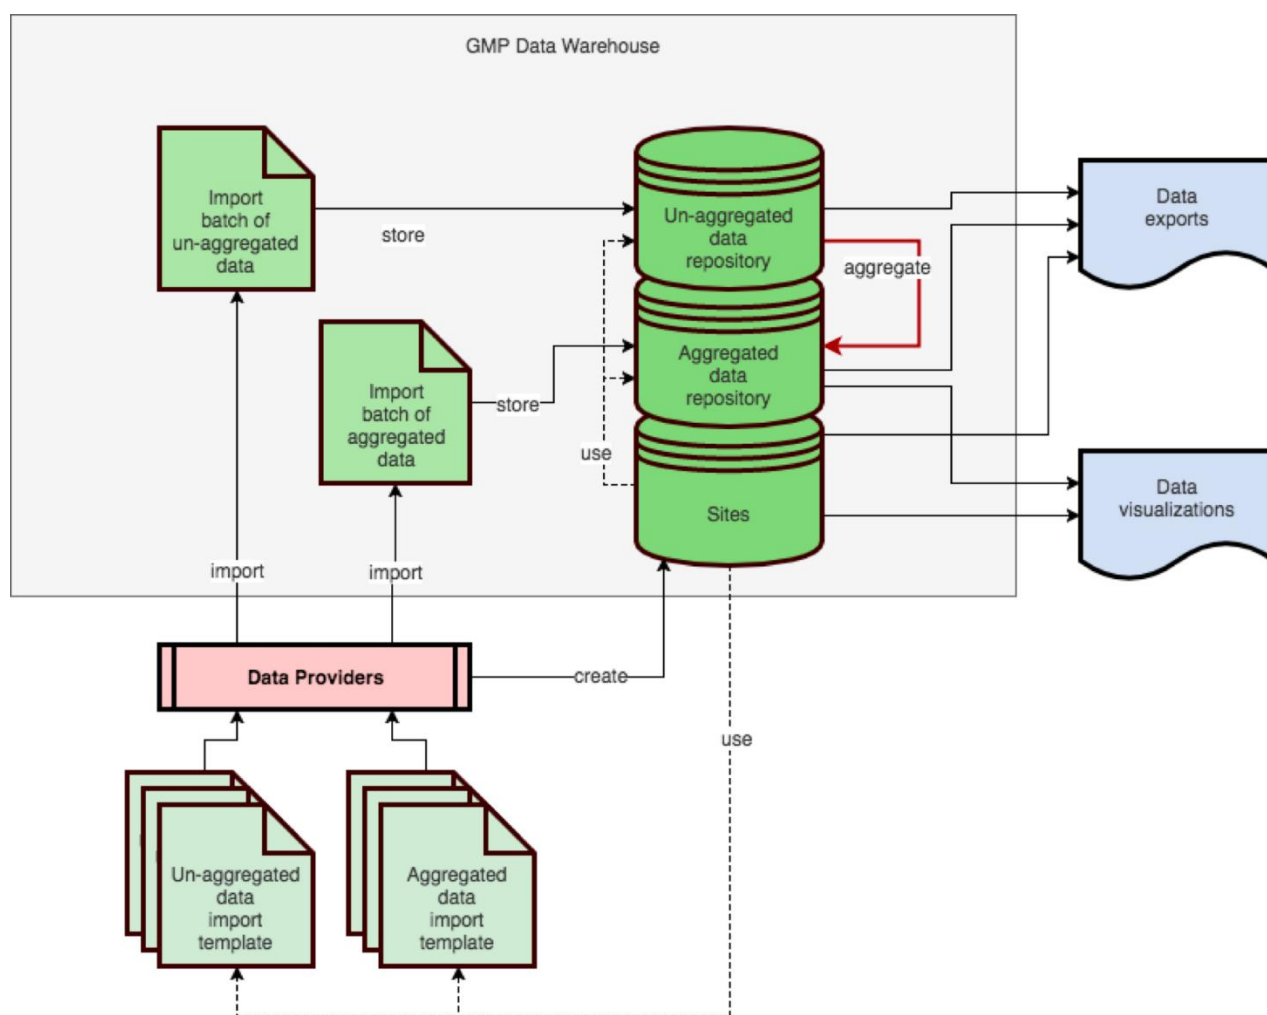 GMP Data Warehouse
Import
batch of
un-aggregated
data
store
Un-aggregated
data
repository
aggregate
Data
exports
Import
batch of
aggregated
data
store
Aggregated
data
repository
use
Sites
Data
visualizations
import
import
Data Providers
create
use
Un-aggregated
data
import
template
Aggregated
data
import
template